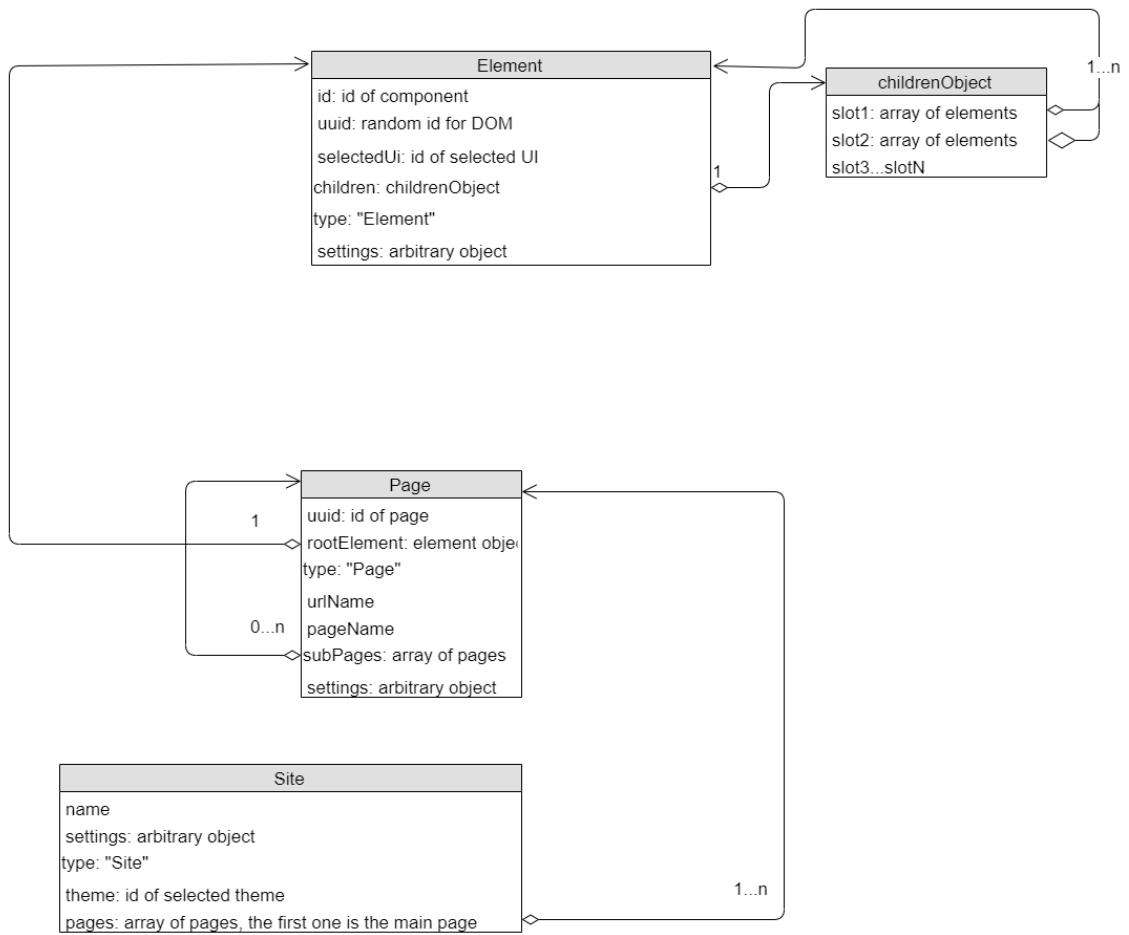 Element
id: id of component
uuid: random id for DOM
selectedUi: id of selected UI
children: childrenObject
type: "Element"
settings: arbitrary object
1
childrenObject
slot1: array of elements
slot2: array of elements
slot3...slotN
1...n
Page
uuid: id of page
rootElement: element objec
type: "Page"
urlName
pageName
subPages: array of pages
settings: arbitrary object
1
0...n
Site
name
settings: arbitrary object
type: "Site"
theme: id of selected theme
pages: array of pages, the first one is the main page
1...n